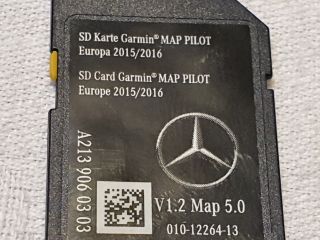 SD Karte Garmin® MAP PILOT
Europa 2015/2016
SD Card Garmin® MAP PILOT
Europe 2015/2016
A213 906 03 03
V1.2 Map 5.0
010-12264-13